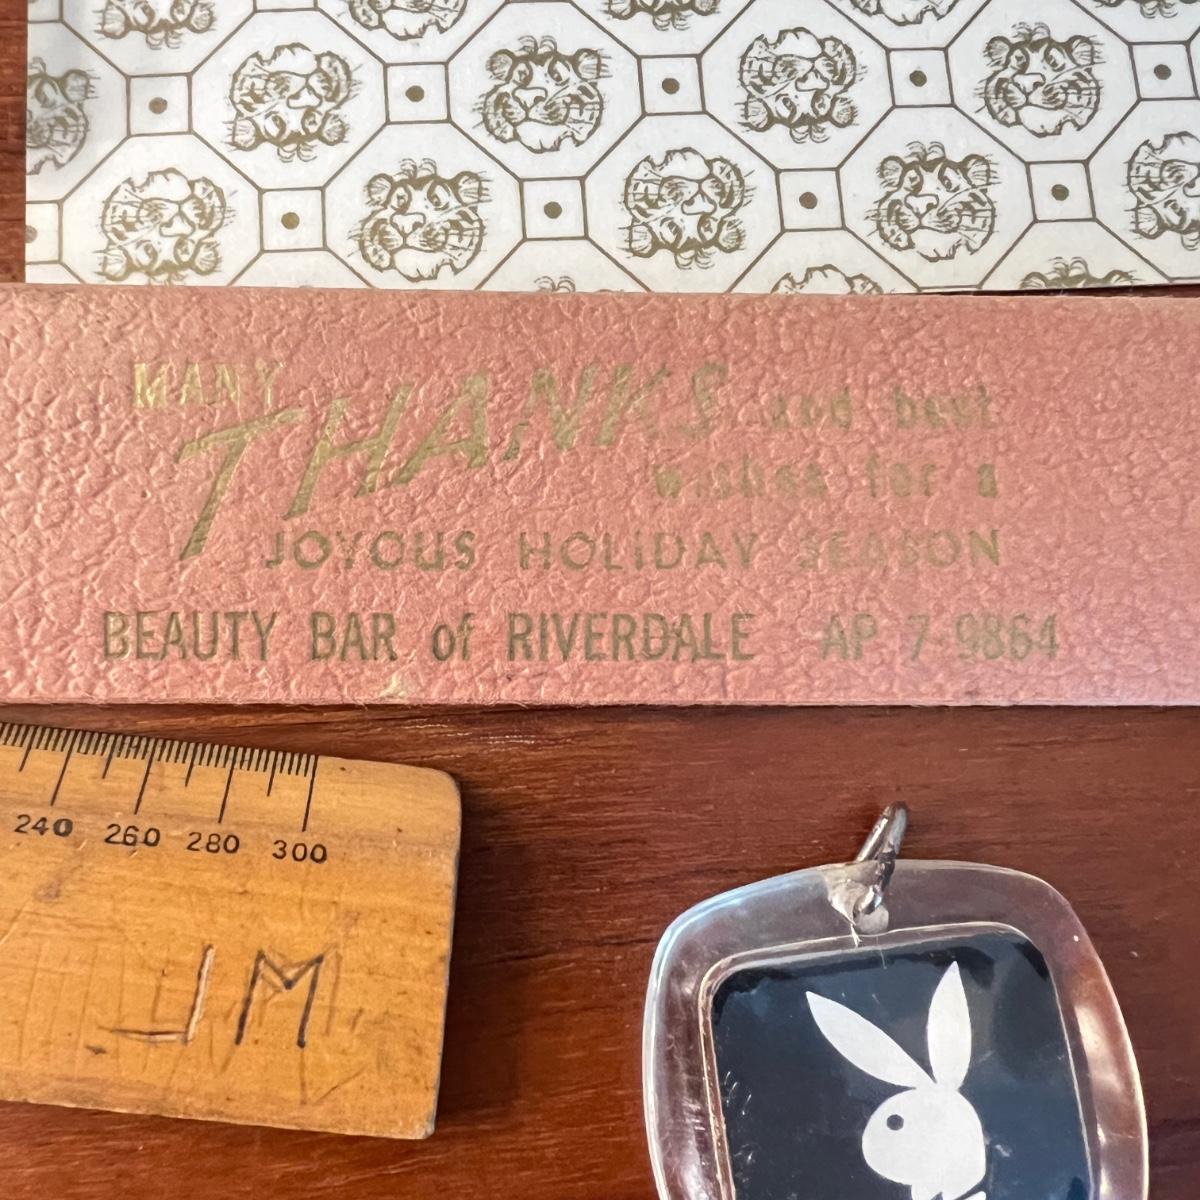 MANY
THANKS and best
wishes for a
JOYOUS HOLIDAY SEASON
BEAUTY BAR of RIVERDALE AP 7-9864
240 260 280 300
JM